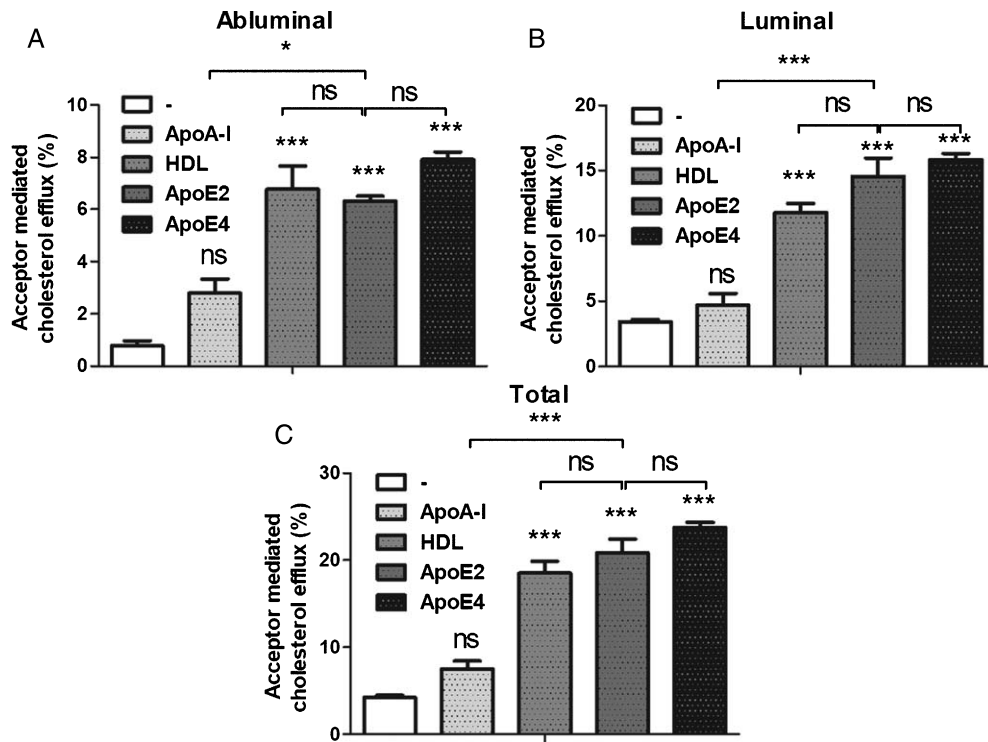 A
Abluminal
*
ns
ns
***
***
***
ns
-
ApoA-I
HDL
ApoE2
ApoE4
Acceptor mediated
cholesterol efflux (%)
10
8
6
4
2
0
B
Luminal
***
ns
ns
***
***
***
ns
-
ApoA-I
HDL
ApoE2
ApoE4
Acceptor mediated
cholesterol efflux (%)
20
15
10
5
0
C
Total
***
ns
ns
***
***
***
ns
-
ApoA-I
HDL
ApoE2
ApoE4
Acceptor mediated
cholesterol efflux (%)
30
20
10
0